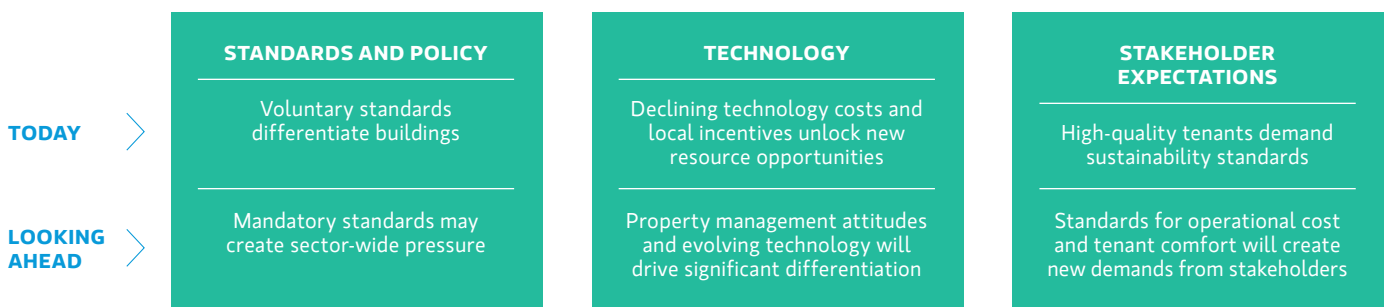 STANDARDS AND POLICY
TECHNOLOGY
STAKEHOLDER
EXPECTATIONS
TODAY
Voluntary standards
differentiate buildings
Declining technology costs and
local incentives unlock new
resource opportunities
High-quality tenants demand
sustainability standards
LOOKING
AHEAD
Mandatory standards may
create sector-wide pressure
Property management attitudes
and evolving technology will
drive significant differentiation
Standards for operational cost
and tenant comfort will create
new demands from stakeholders